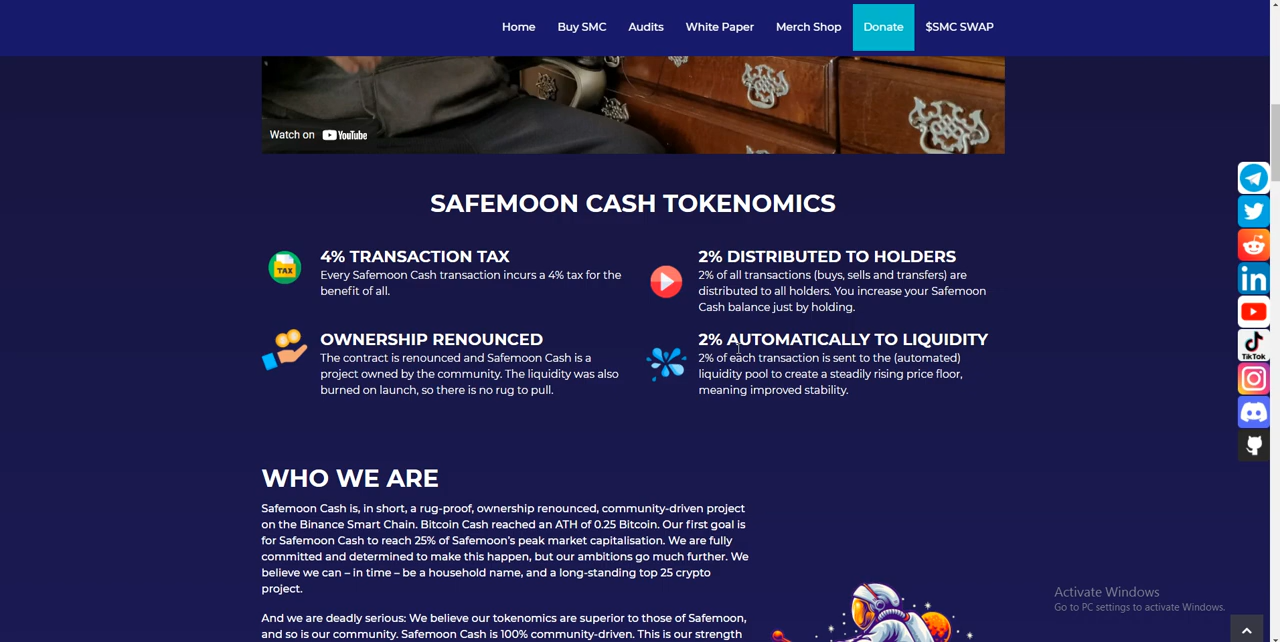 Home Buy SMC Audits White Paper Merch Shop Donate $SMC SWAP
Watch on YouTube
SAFEMOON CASH TOKENOMICS
TAX
4% TRANSACTION TAX
Every Safemoon Cash transaction incurs a 4% tax for the
benefit of all.
2% DISTRIBUTED TO HOLDERS
2% of all transactions (buys, sells and transfers) are
distributed to all holders. You increase your Safemoon
Cash balance just by holding.
OWNERSHIP RENOUNCED
The contract is renounced and Safemoon Cash is a
project owned by the community. The liquidity was also
burned on launch, so there is no rug to pull.
2% AUTOMATICALLY TO LIQUIDITY
2% of each transaction is sent to the (automated)
liquidity pool to create a steadily rising price floor,
meaning improved stability.
TikTok
WHO WE ARE
Safemoon Cash is, in short, a rug-proof, ownership renounced, community-driven project
on the Binance Smart Chain. Bitcoin Cash reached an ATH of 0.25 Bitcoin. Our first goal is
for Safemoon Cash to reach 25% of Safemoon's peak market capitalisation. We are fully
committed and determined to make this happen, but our ambitions go much further. We
believe we can – in time – be a household name, and a long-standing top 25 crypto
project.
And we are deadly serious: We believe our tokenomics are superior to those of Safemoon,
and so is our community. Safemoon Cash is 100% community-driven. This is our strength
Activate Windows
Go to PC settings to activate Windows.